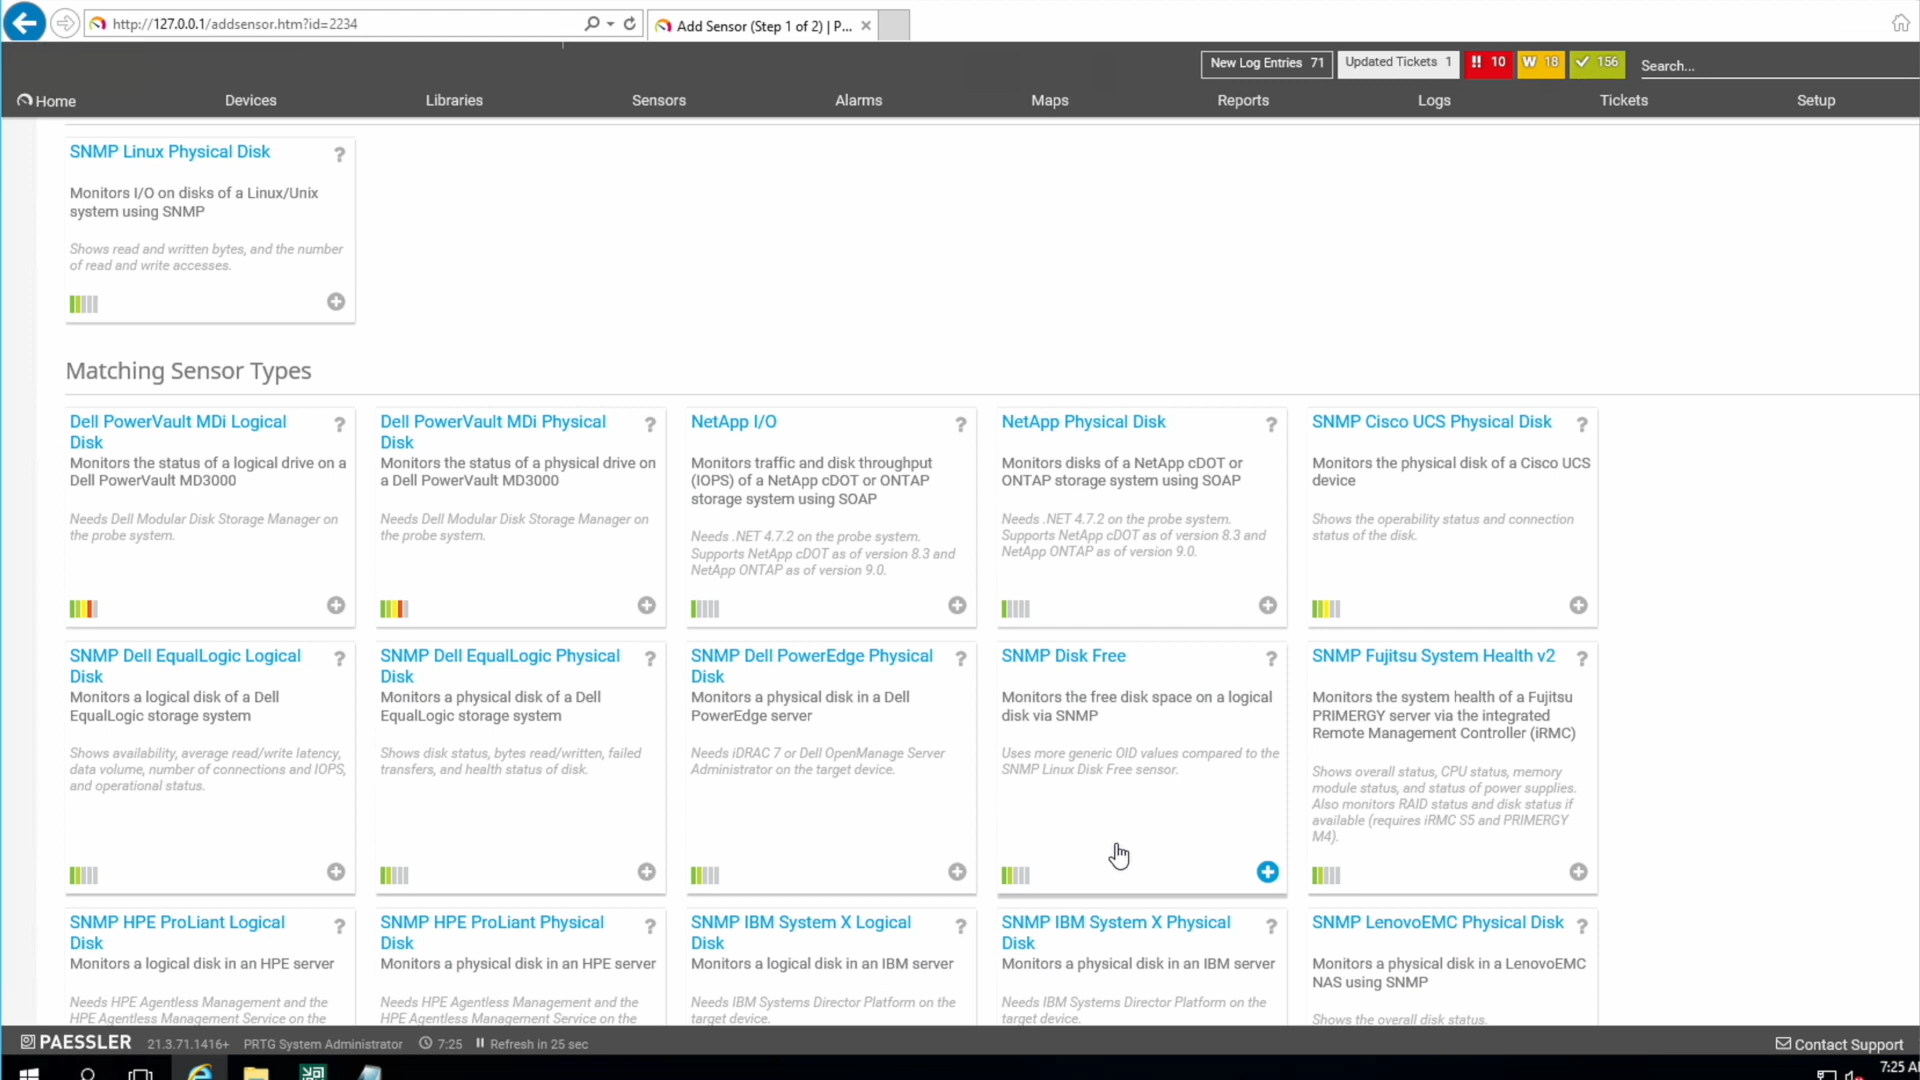 http://127.0.0.1/addsensor.htm?id=2234
Add Sensor (Step 1 of 2) | P...
New Log Entries 71
Updated Tickets 1
!! 10
W 18
156
Search...
Home
Devices
Libraries
Sensors
Alarms
Maps
Reports
Logs
Tickets
Setup
SNMP Linux Physical Disk
?
Monitors I/O on disks of a Linux/Unix
system using SNMP
Shows read and written bytes, and the number
of read and write accesses.
Matching Sensor Types
Dell PowerVault MDi Logical
Disk
?
Monitors the status of a logical drive on a
Dell PowerVault MD3000
Needs Dell Modular Disk Storage Manager on
the probe system.
Dell PowerVault MDi Physical
Disk
?
Monitors the status of a physical drive on
a Dell PowerVault MD3000
Needs Dell Modular Disk Storage Manager on
the probe system.
NetApp I/O
?
Monitors traffic and disk throughput
(IOPS) of a NetApp cDOT or ONTAP
storage system using SOAP
Needs .NET 4.7.2 on the probe system.
Supports NetApp cDOT as of version 8.3 and
NetApp ONTAP as of version 9.0.
NetApp Physical Disk
?
Monitors disks of a NetApp cDOT or
ONTAP storage system using SOAP
Needs .NET 4.7.2 on the probe system.
Supports NetApp cDOT as of version 8.3 and
NetApp ONTAP as of version 9.0.
SNMP Cisco UCS Physical Disk
?
Monitors the physical disk of a Cisco UCS
device
Shows the operability status and connection
status of the disk.
SNMP Dell EqualLogic Logical
Disk
?
Monitors a logical disk of a Dell
EqualLogic storage system
Shows availability, average read/write latency,
data volume, number of connections and IOPS,
and operational status.
SNMP Dell EqualLogic Physical
Disk
?
Monitors a physical disk of a Dell
EqualLogic storage system
Shows disk status, bytes read/written, failed
transfers, and health status of disk.
SNMP Dell PowerEdge Physical
Disk
?
Monitors a physical disk in a Dell
PowerEdge server
Needs iDRAC 7 or Dell OpenManage Server
Administrator on the target device.
SNMP Disk Free
?
Monitors the free disk space on a logical
disk via SNMP
Uses more generic OID values compared to the
SNMP Linux Disk Free sensor.
SNMP Fujitsu System Health v2
?
Monitors the system health of a Fujitsu
PRIMERGY server via the integrated
Remote Management Controller (iRMC)
Shows overall status, CPU status, memory
module status, and status of power supplies.
Also monitors RAID status and disk status if
available (requires iRMC S5 and PRIMERGY
M4).
SNMP HPE ProLiant Logical
Disk
?
Monitors a logical disk in an HPE server
Needs HPE Agentless Management and the
HPE Agentless Management Service on the
SNMP HPE ProLiant Physical
Disk
?
Monitors a physical disk in an HPE server
Needs HPE Agentless Management and the
HPE Agentless Management Service on the
SNMP IBM System X Logical
Disk
?
Monitors a logical disk in an IBM server
Needs IBM Systems Director Platform on the
target device.
SNMP IBM System X Physical
Disk
?
Monitors a physical disk in an IBM server
Needs IBM Systems Director Platform on the
target device.
SNMP LenovoEMC Physical Disk
?
Monitors a physical disk in a LenovoEMC
NAS using SNMP
Shows the overall disk status.
PAESSLER
21.3.71.1416+
PRTG System Administrator
7:25
Refresh in 25 sec
Contact Support
7:25